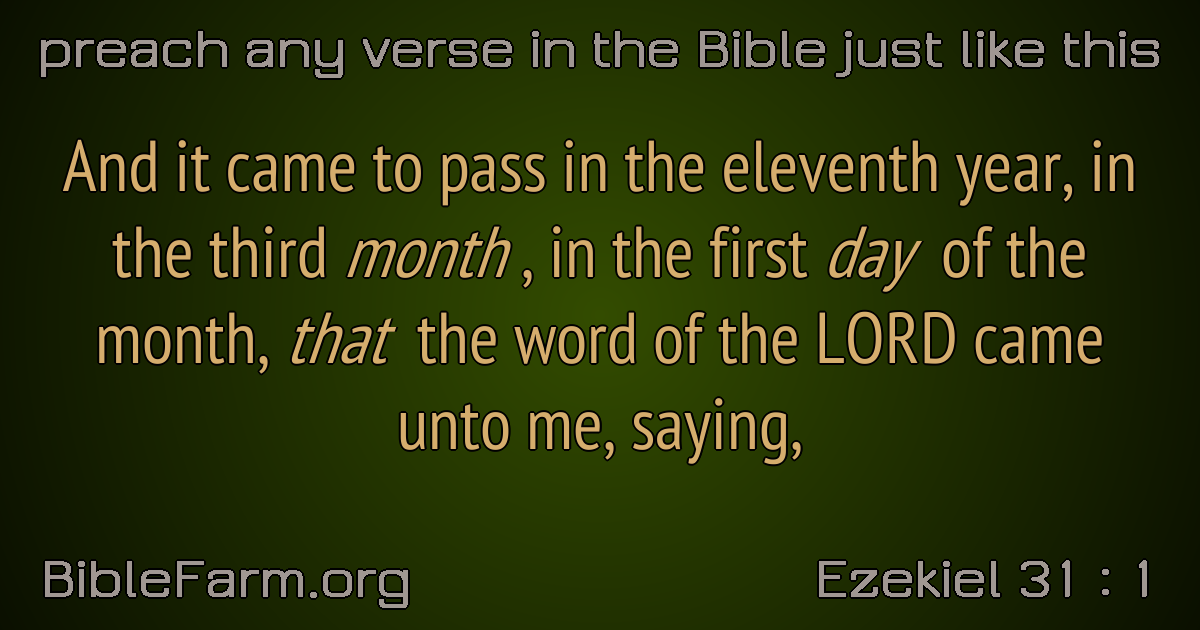 preach any verse in the Bible just like this
And it came to pass in the eleventh year, in
the third month , in the first day of the
month, that the word of the LORD came
unto me, saying,
BibleFarm.org
Ezekiel 31 : 1